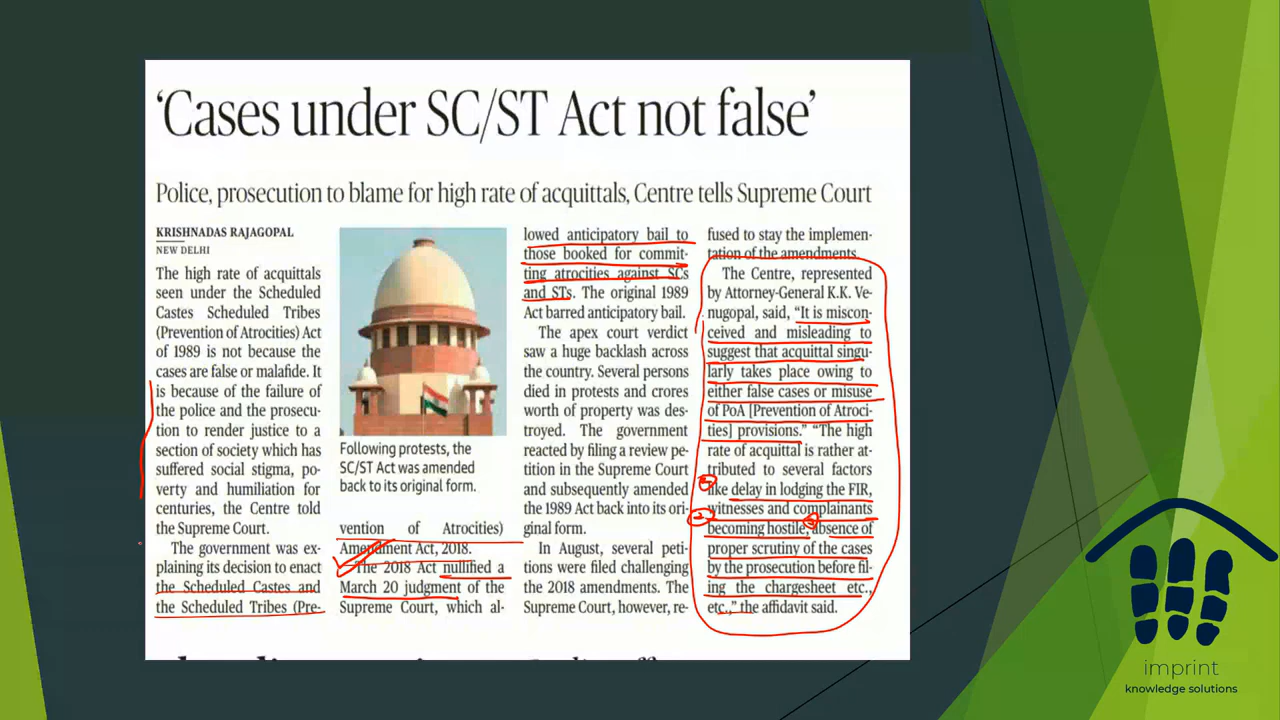 ‘Cases under SC/ST Act not false’
Police, prosecution to blame for high rate of acquittals, Centre tells Supreme Court
KRISHNADAS RAJAGOPAL
NEW DELHI
The high rate of acquittals
seen under the Scheduled
Castes Scheduled Tribes
(Prevention of Atrocities) Act
of 1989 is not because the
cases are false or malafide. It
is because of the failure of
the police and the prosecu-
tion to render justice to a
section of society which has
suffered social stigma, po-
verty and humiliation for
centuries, the Centre told
the Supreme Court.
The government was ex-
plaining its decision to enact
the Scheduled Castes and
the Scheduled Tribes (Pre-
Following protests, the
SC/ST Act was amended
back to its original form.
vention of Atrocities)
Amendment Act, 2018.
The 2018 Act nullified a
March 20 judgment of the
Supreme Court, which al-
lowed anticipatory bail to
those booked for commit-
ting atrocities against SCs
and STs. The original 1989
Act barred anticipatory bail.
The apex court verdict
saw a huge backlash across
the country. Several persons
died in protests and crores
worth of property was des-
troyed. The government
reacted by filing a review pe-
tition in the Supreme Court
and subsequently amended
the 1989 Act back into its ori-
ginal form.
In August, several peti-
tions were filed challenging
the 2018 amendments. The
Supreme Court, however, re-
fused to stay the implemen-
tation of the amendments.
The Centre, represented
by Attorney-General K.K. Ve-
nugopal, said, “It is miscon-
ceived and misleading to
suggest that acquittal singu-
larly takes place owing to
either false cases or misuse
of PoA [Prevention of Atroci-
ties] provisions.” “The high
rate of acquittal is rather at-
tributed to several factors
like delay in lodging the FIR,
witnesses and complainants
becoming hostile, absence of
proper scrutiny of the cases
by the prosecution before fil-
ing the chargesheet etc.,
etc.,” the affidavit said.
imprint
knowledge solutions